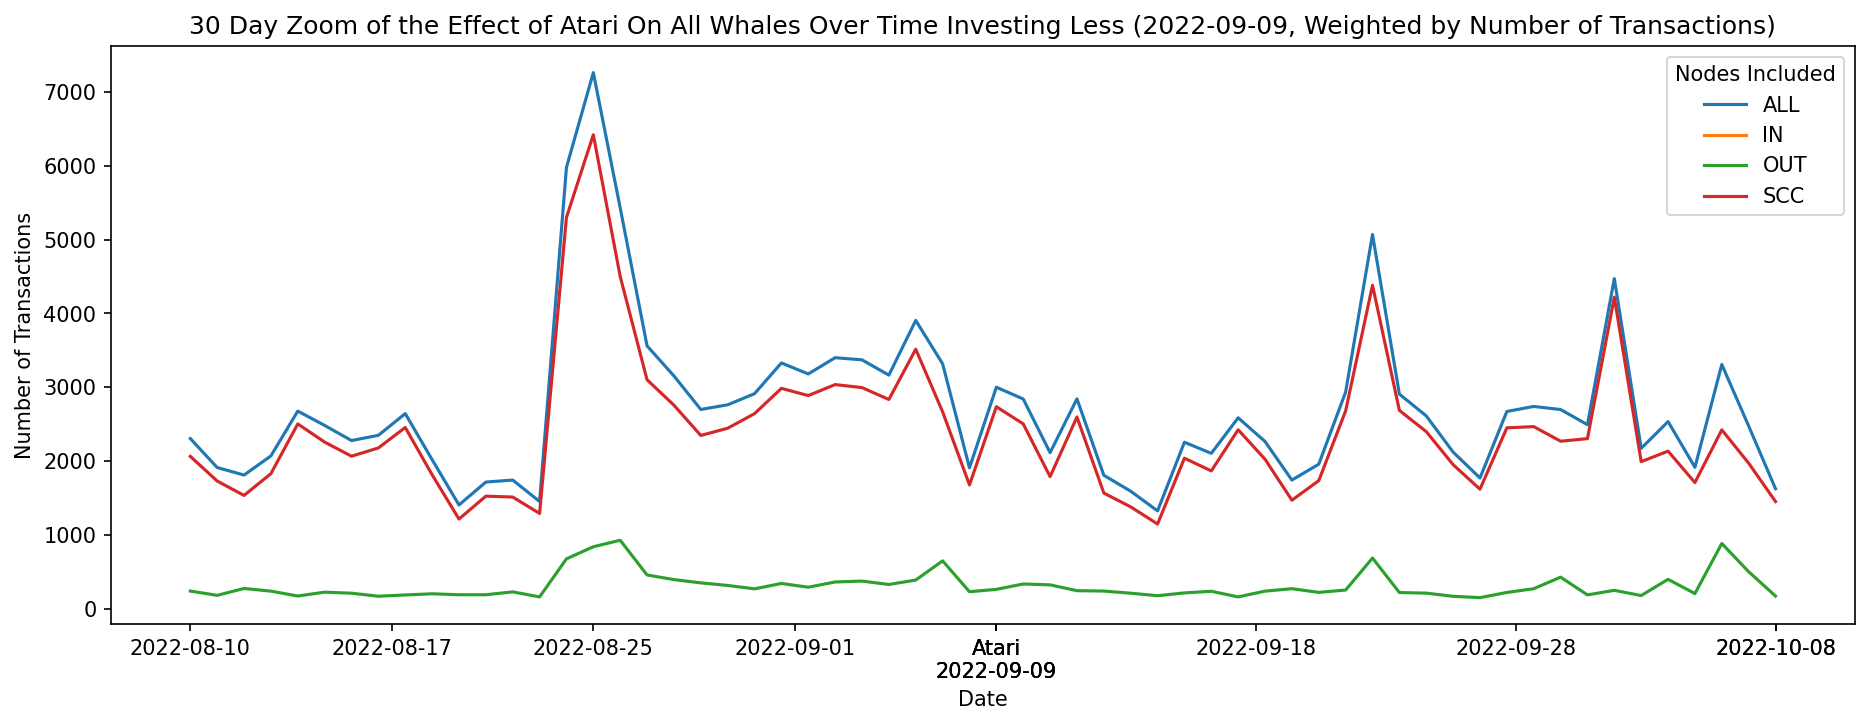 30 Day Zoom of the Effect of Atari On All Whales Over Time Investing Less (2022-09-09, Weighted by Number of Transactions)
Nodes Included
ALL
IN
OUT
SCC
Number of Transactions
7000
6000
5000
4000
3000
2000
1000
0
2022-08-10 2022-08-17 2022-08-25 2022-09-01 Atari 2022-09-18 2022-09-28 2022-10-08
2022-09-09
Date